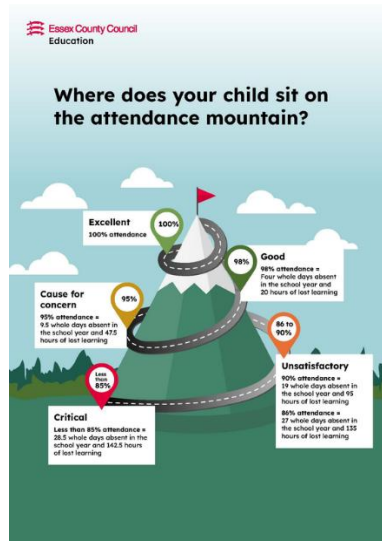 Essex County Council
Education
Where does your child sit on
the attendance mountain?
Excellent
100% attendance
100%
98%
Good
98% attendance =
Four whole days absent
in the school year and
20 hours of lost learning
Cause for
concern
95% attendance =
9.5 whole days absent in
the school year and 47.5
hours of lost learning
95%
86 to
90%
Unsatisfactory
90% attendance =
19 whole days absent in
the school year and 95
hours of lost learning
86% attendance =
27 whole days absent in
the school year and 135
hours of lost learning
Less
than
85%
Critical
Less than 85% attendance =
28.5 whole days absent in the
school year and 142.5 hours
of lost learning